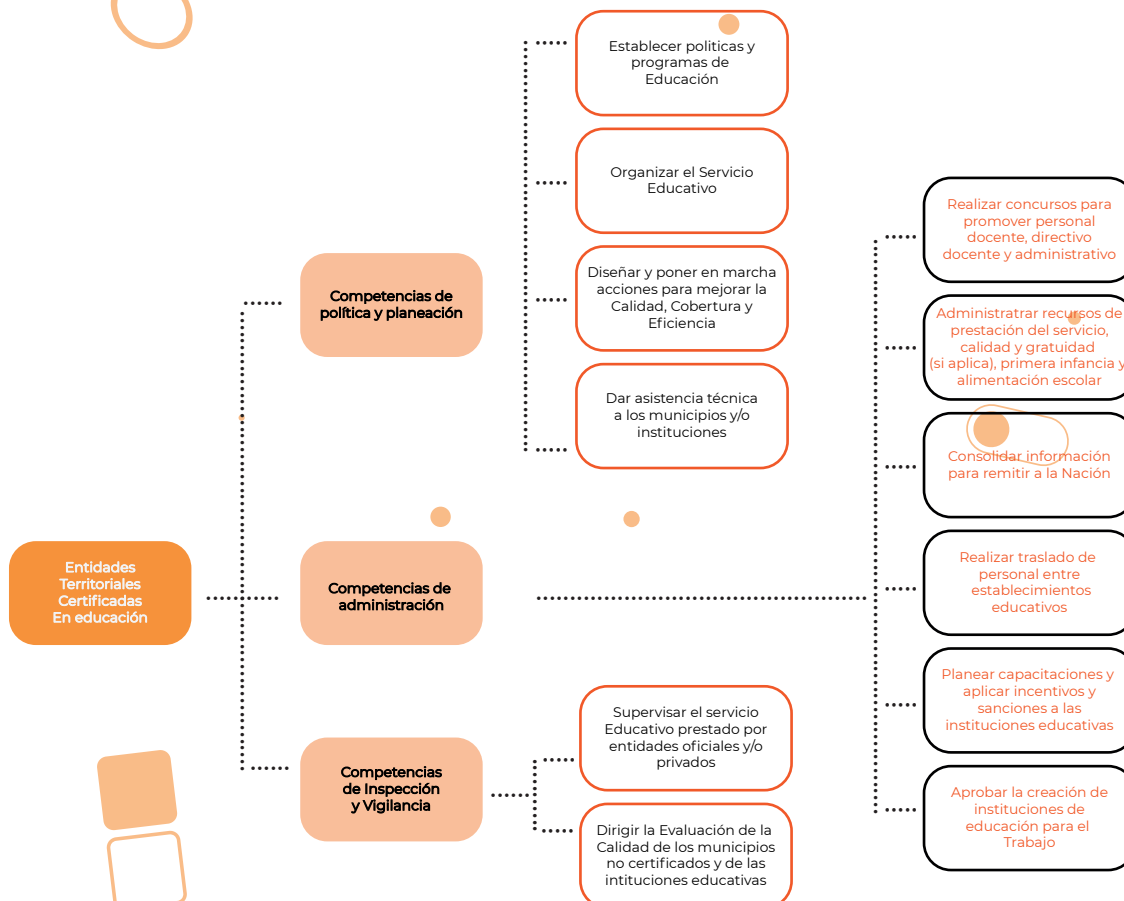 Entidades
Territoriales
Certificadas
En educación
Competencias de
política y planeación
Establecer politicas y
programas de
Educación
Organizar el Servicio
Educativo
Diseñar y poner en marcha
acciones para mejorar la
Calidad, Cobertura y
Eficiencia
Dar asistencia técnica
a los municipios y/o
instituciones
Competencias de
administración
Realizar concursos para
promover personal
docente, directivo
docente y administrativo
Administratrar recursos de
prestación del servicio,
calidad y gratuidad
(si aplica), primera infancia y
alimentación escolar
Consolidar información
para remitir a la Nación
Realizar traslado de
personal entre
establecimientos
educativos
Planear capacitaciones y
aplicar incentivos y
sanciones a las
instituciones educativas
Aprobar la creación de
instituciones de
educación para el
Trabajo
Competencias
de Inspección
y Vigilancia
Supervisar el servicio
Educativo prestado por
entidades oficiales y/o
privados
Dirigir la Evaluación de la
Calidad de los municipios
no certificados y de las
intituciones educativas